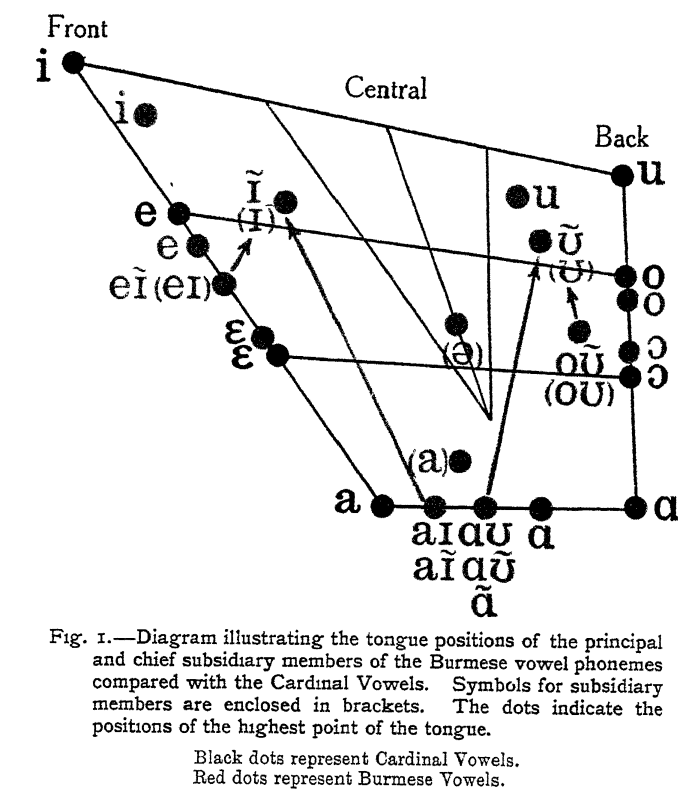 Front
i
Central
i
Back
u
ĩ
(ɪ)
u
e
ʊ̃
(ʊ)
e
o
eɪ̃(eɪ)
o
ɛ
(ə)
oʊ̃
ɔ
ɛ
(oʊ)
ɔ
(a)
a
ɑ
aɪ ɑʊ ɑ
aɪ̃ ɑʊ̃
ɑ̃
Fig. 1.—Diagram illustrating the tongue positions of the principal
and chief subsidiary members of the Burmese vowel phonemes
compared with the Cardinal Vowels. Symbols for subsidiary
members are enclosed in brackets. The dots indicate the
positions of the highest point of the tongue.
Black dots represent Cardinal Vowels.
Red dots represent Burmese Vowels.